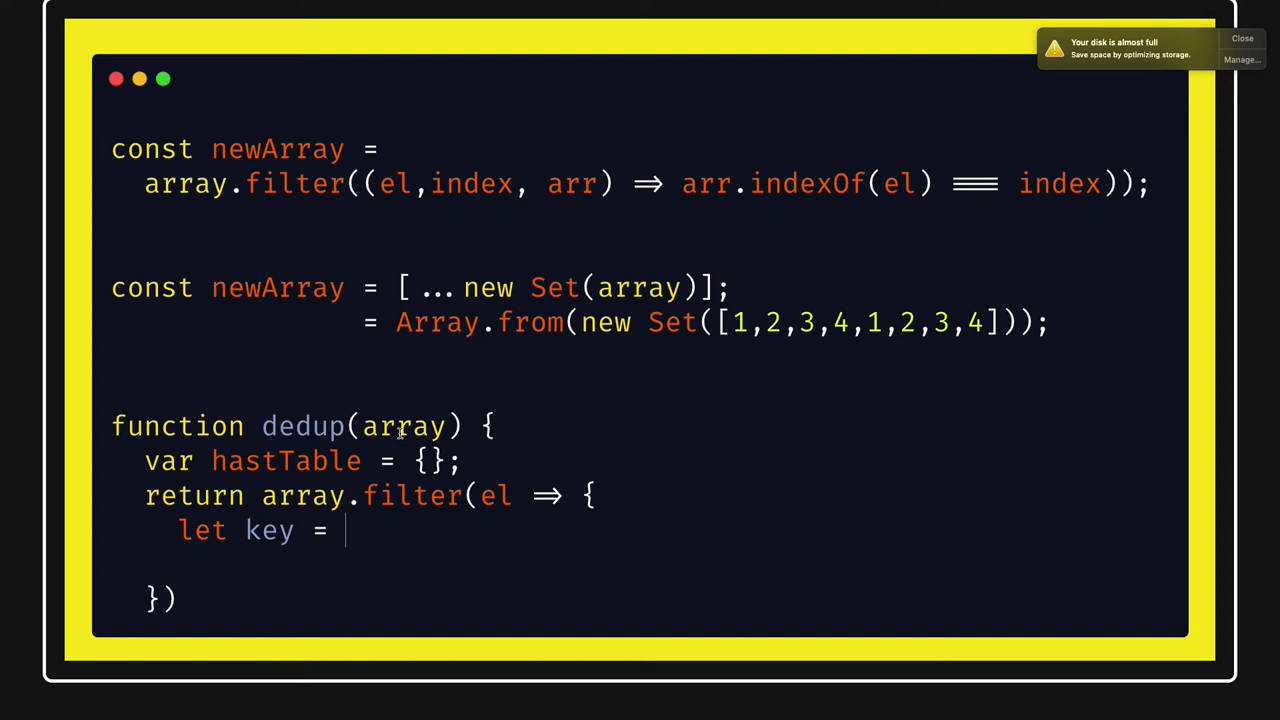 Your disk is almost full
Save space by optimizing storage.
Close
Manage...
const newArray =
array.filter((el,index, arr) => arr.indexOf(el) === index));
const newArray = [ ...new Set(array)];
= Array.from(new Set([1,2,3,4,1,2,3,4]));
function dedup(array) {
var hastTable = {};
return array.filter(el => {
let key =
})